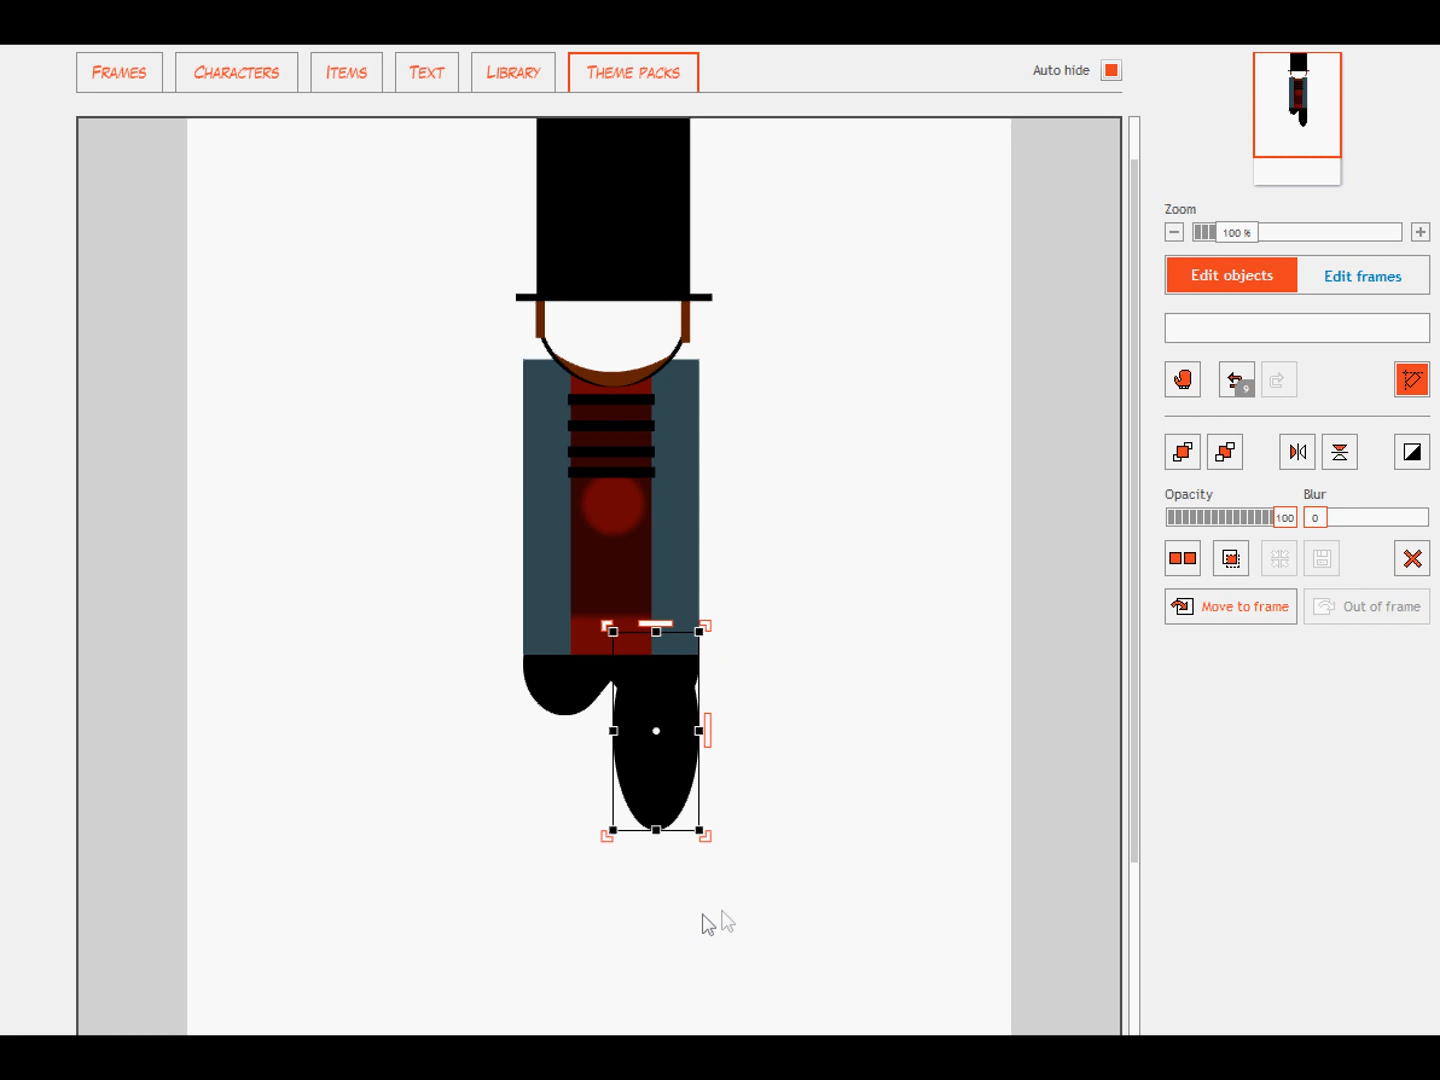 FRAMES
CHARACTERS
ITEMS
TEXT
LIBRARY
THEME PACKS
Auto hide
Zoom
100 %
Edit objects
Edit frames
9
Opacity
Blur
100
0
Move to frame
Out of frame